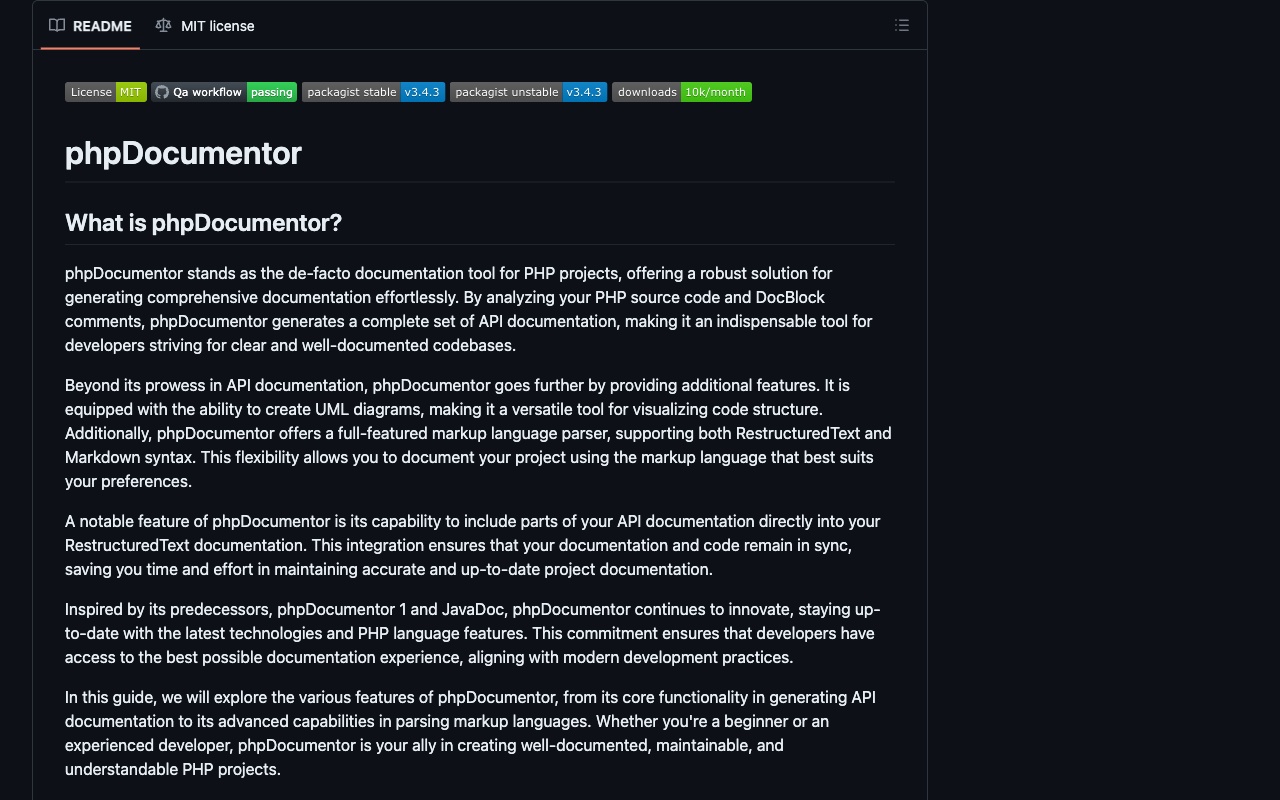 README MIT license
License MIT Qa workflow passing packagist stable v3.4.3 packagist unstable v3.4.3 downloads 10k/month
phpDocumentor
What is phpDocumentor?
phpDocumentor stands as the de-facto documentation tool for PHP projects, offering a robust solution for
generating comprehensive documentation effortlessly. By analyzing your PHP source code and DocBlock
comments, phpDocumentor generates a complete set of API documentation, making it an indispensable tool for
developers striving for clear and well-documented codebases.
Beyond its prowess in API documentation, phpDocumentor goes further by providing additional features. It is
equipped with the ability to create UML diagrams, making it a versatile tool for visualizing code structure.
Additionally, phpDocumentor offers a full-featured markup language parser, supporting both RestructuredText and
Markdown syntax. This flexibility allows you to document your project using the markup language that best suits
your preferences.
A notable feature of phpDocumentor is its capability to include parts of your API documentation directly into your
RestructuredText documentation. This integration ensures that your documentation and code remain in sync,
saving you time and effort in maintaining accurate and up-to-date project documentation.
Inspired by its predecessors, phpDocumentor 1 and JavaDoc, phpDocumentor continues to innovate, staying up-
to-date with the latest technologies and PHP language features. This commitment ensures that developers have
access to the best possible documentation experience, aligning with modern development practices.
In this guide, we will explore the various features of phpDocumentor, from its core functionality in generating API
documentation to its advanced capabilities in parsing markup languages. Whether you're a beginner or an
experienced developer, phpDocumentor is your ally in creating well-documented, maintainable, and
understandable PHP projects.